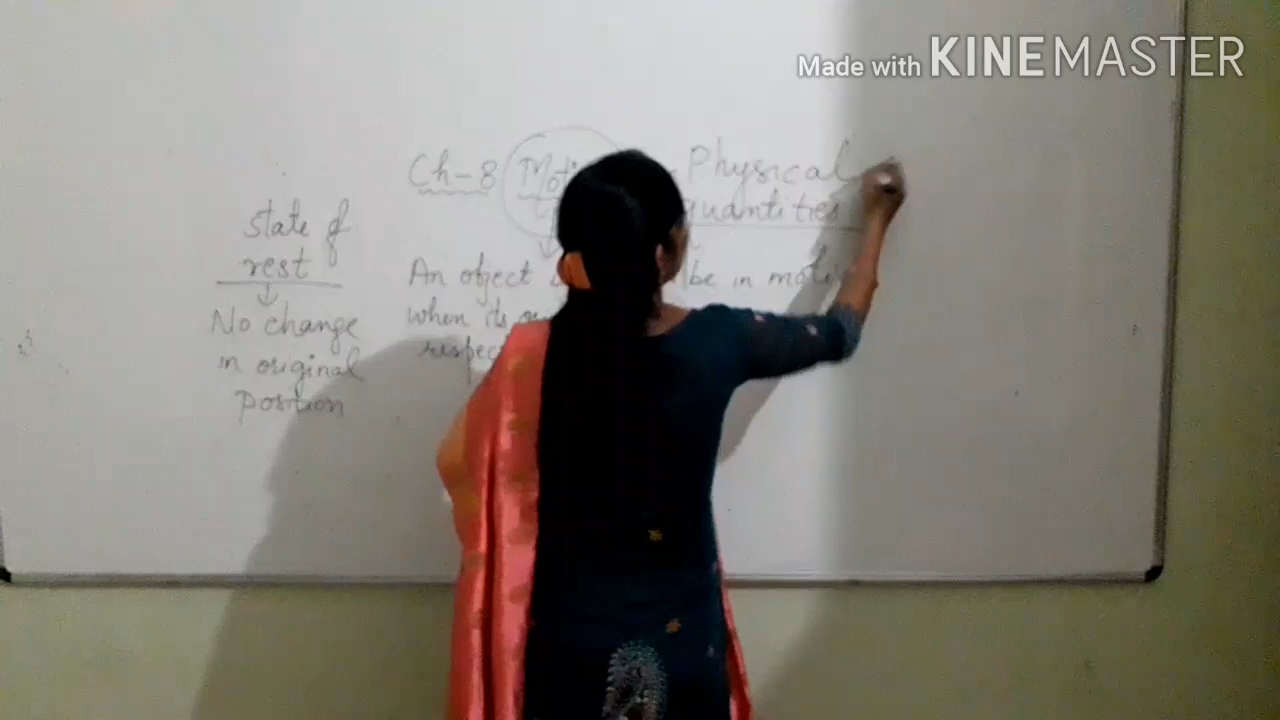 Made with KINEMASTER
Ch-8 Physical
quantities
State of
rest
No change
in original
position
An object be in
when its